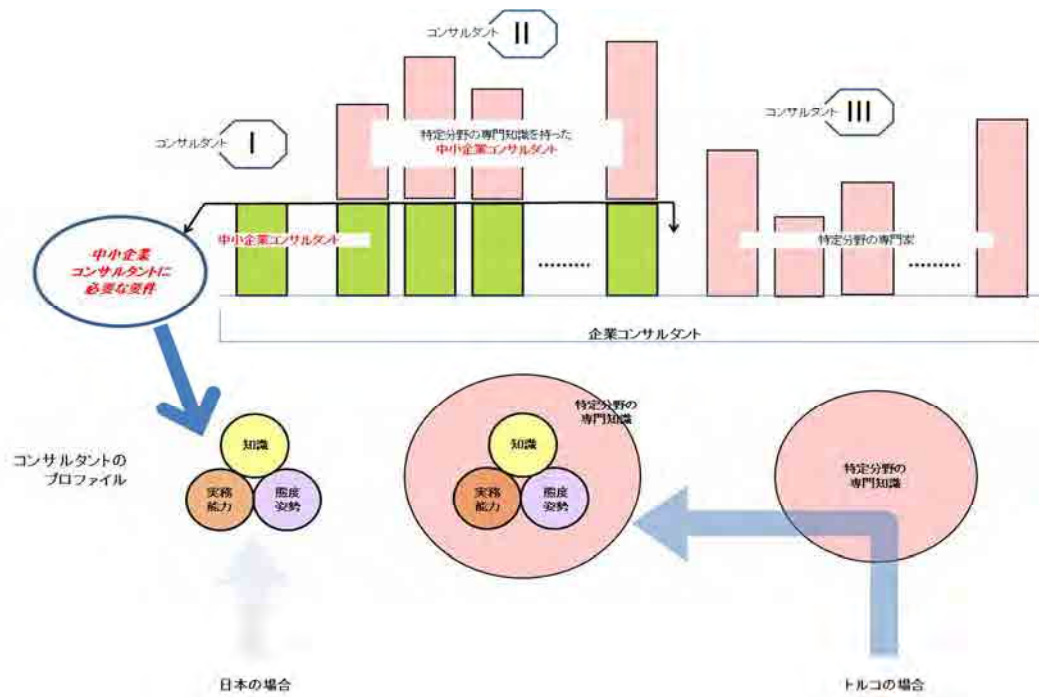 コンサルタント II
コンサルタント III
コンサルタント I
特定分野の専門知識を持った
中小企業コンサルタント
中小企業コンサルタント
特定分野の専門家
………
………
中小企業
コンサルタントに
必要な要件
企業コンサルタント
コンサルタントの
プロファイル
知識
実務
能力
態度
姿勢
特定分野の
専門知識
知識
実務
能力
態度
姿勢
特定分野の
専門知識
日本の場合
トルコの場合